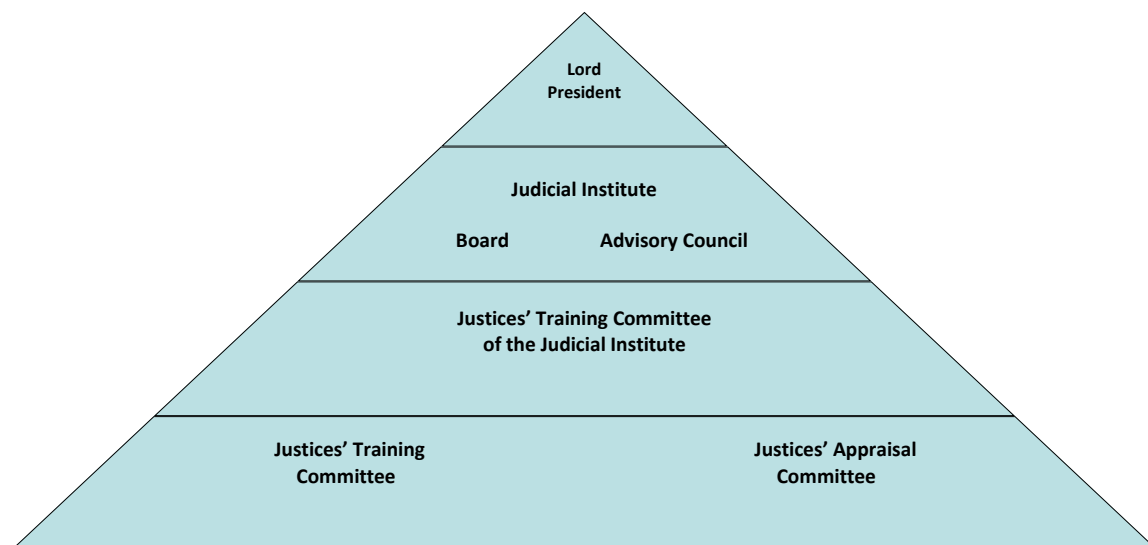 Lord
President
Judicial Institute
Board Advisory Council
Justices’ Training Committee
of the Judicial Institute
Justices’ Training
Committee
Justices’ Appraisal
Committee